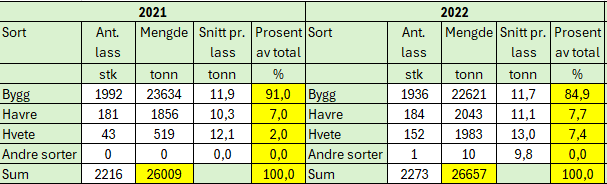 2021 2022
Sort Ant. lass Mengde Snitt pr. lass Prosent av total Sort Ant. lass Mengde Snitt pr. lass Prosent av total
stk tonn tonn % stk tonn tonn %
Bygg 1992 23634 11,9 91,0 Bygg 1936 22621 11,7 84,9
Havre 181 1856 10,3 7,0 Havre 184 2043 11,1 7,7
Hvete 43 519 12,1 2,0 Hvete 152 1983 13,0 7,4
Andre sorter 0 0 0,0 0,0 Andre sorter 1 10 9,8 0,0
Sum 2216 26009 100,0 Sum 2273 26657 100,0